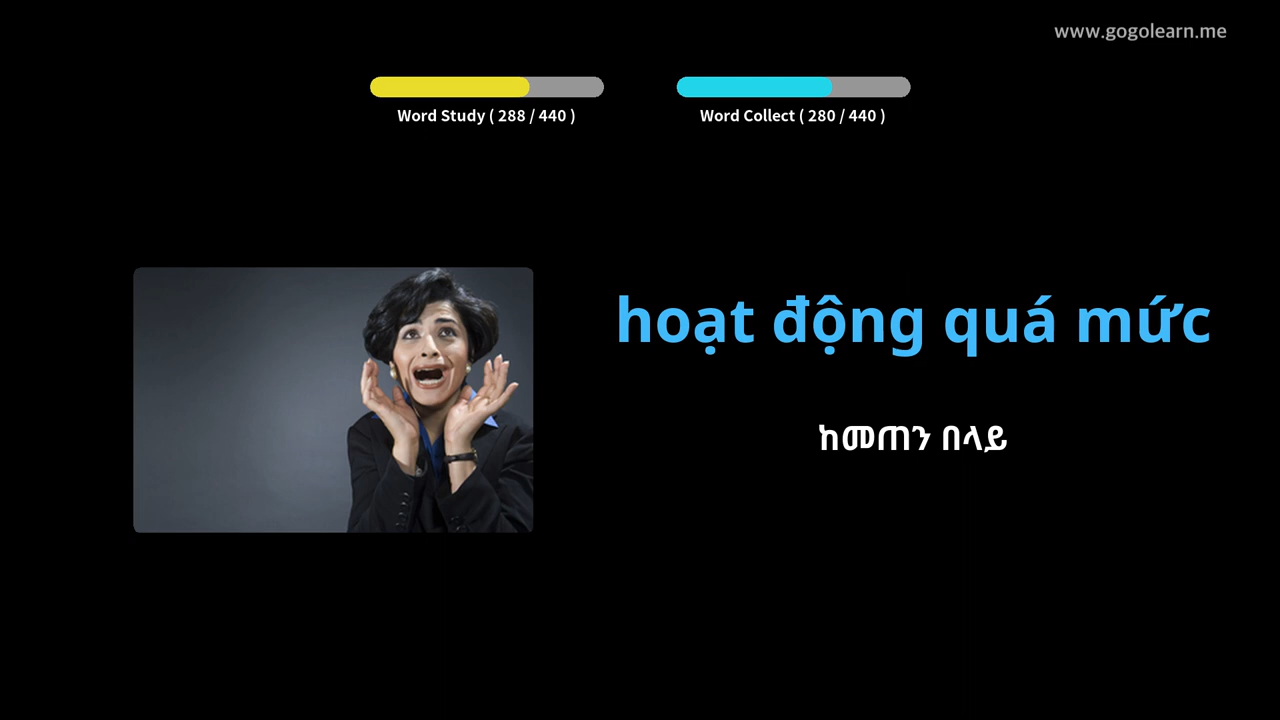 www.gogolearn.me
Word Study ( 288 / 440 )
Word Collect ( 280 / 440 )
hoạt động quá mức
ከመጠን በላይ